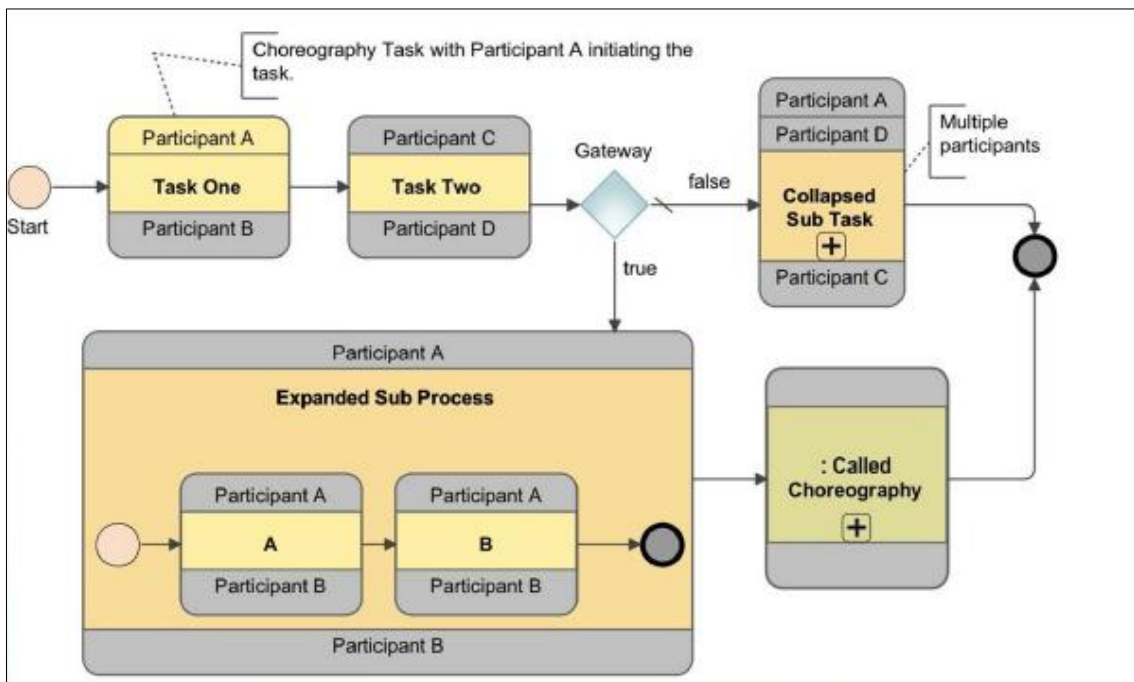 Choreography Task with Participant A initiating the
task.
Participant A
Task One
Participant B
Participant C
Task Two
Participant D
Start
Gateway
false
true
Participant A
Participant D
Collapsed
Sub Task
Participant C
Multiple
participants
Participant A
Expanded Sub Process
Participant A
A
Participant B
Participant A
B
Participant B
Participant B
: Called
Choreography